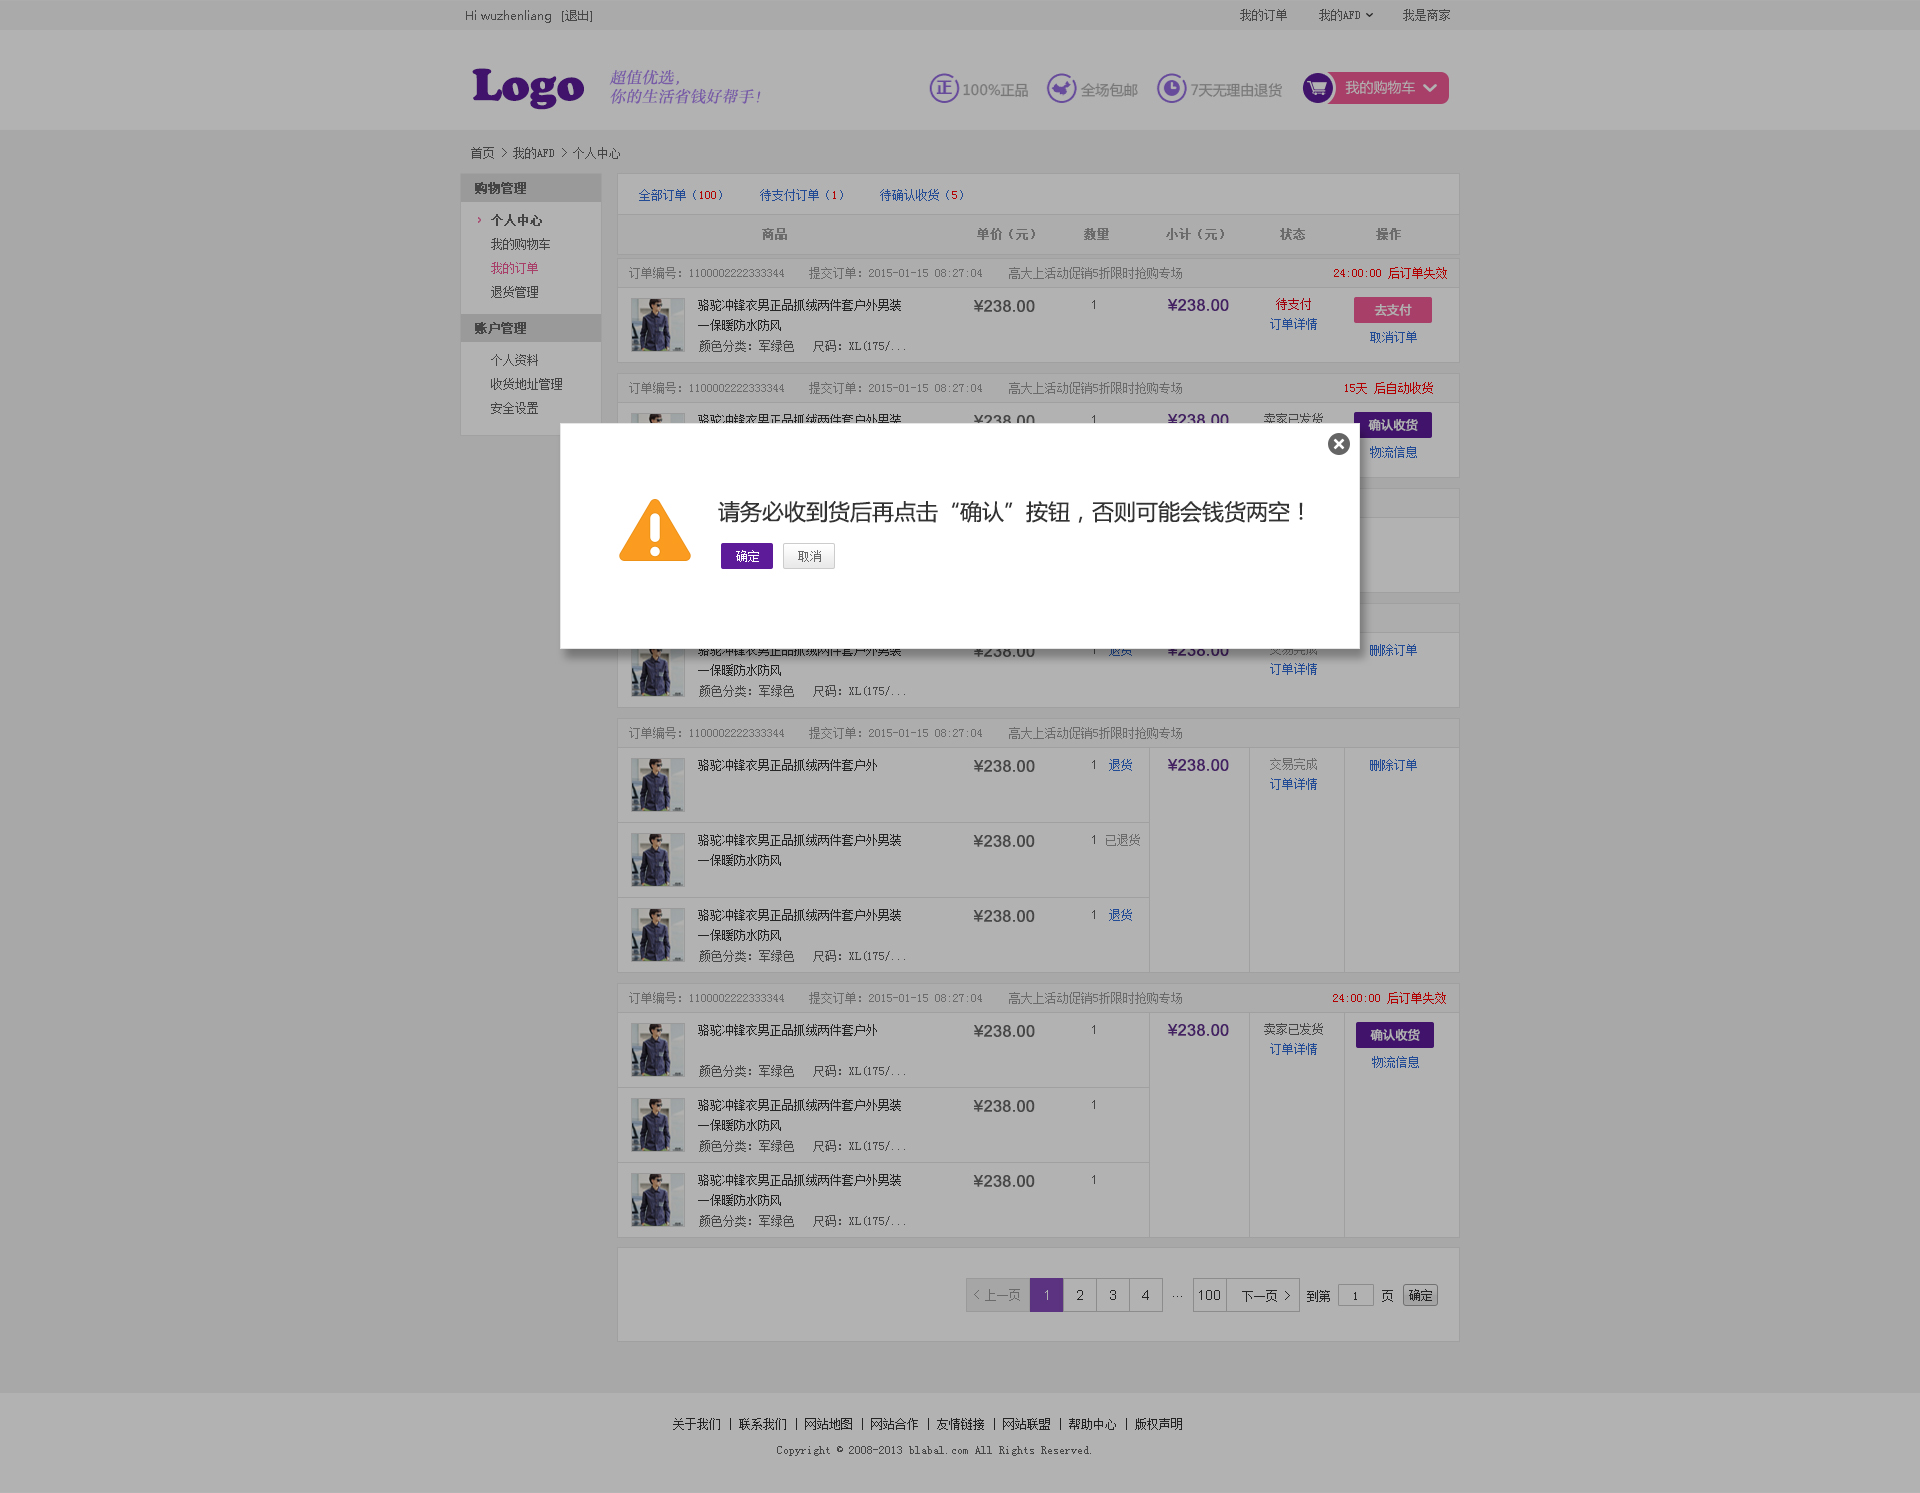 Hi wuzhenliang [退出] 我的订单 我的AFD 我是商家
Logo 超值优选，
你的生活省钱好帮手！
正 100%正品 全场包邮 7天无理由退货 我的购物车
首页 > 我的AFD > 个人中心
购物管理
个人中心
我的购物车
我的订单
退货管理
账户管理
个人资料
收货地址管理
安全设置
全部订单（100） 待支付订单（1） 待确认收货（5）
商品 单价（元） 数量 小计（元） 状态 操作
订单编号：1100002222333344 提交订单：2015-01-15 08:27:04 高大上活动促销5折限时抢购专场 24:00:00 后订单失效
骆驼冲锋衣男正品抓绒两件套户外男装 ¥238.00 1 ¥238.00 待支付 去支付
一保暖防水防风 订单详情 取消订单
颜色分类：军绿色 尺码：XL(175/...
订单编号：1100002222333344 提交订单：2015-01-15 08:27:04 高大上活动促销5折限时抢购专场 15天 后自动收货
骆驼冲锋衣男正品抓绒两件套户外男装 ¥238.00 1 ¥238.00 卖家已发货 确认收货
物流信息
请务必收到货后再点击“确认”按钮，否则可能会钱货两空！
确定 取消
骆驼冲锋衣男正品抓绒两件套户外男装 ¥238.00 1 退货 ¥238.00 交易完成 删除订单
一保暖防水防风 订单详情
颜色分类：军绿色 尺码：XL(175/...
订单编号：1100002222333344 提交订单：2015-01-15 08:27:04 高大上活动促销5折限时抢购专场
骆驼冲锋衣男正品抓绒两件套户外 ¥238.00 1 退货 ¥238.00 交易完成 删除订单
订单详情
骆驼冲锋衣男正品抓绒两件套户外男装 ¥238.00 1 已退货
一保暖防水防风
骆驼冲锋衣男正品抓绒两件套户外男装 ¥238.00 1 退货
一保暖防水防风
颜色分类：军绿色 尺码：XL(175/...
订单编号：1100002222333344 提交订单：2015-01-15 08:27:04 高大上活动促销5折限时抢购专场 24:00:00 后订单失效
骆驼冲锋衣男正品抓绒两件套户外 ¥238.00 1 ¥238.00 卖家已发货 确认收货
订单详情 物流信息
颜色分类：军绿色 尺码：XL(175/...
骆驼冲锋衣男正品抓绒两件套户外男装 ¥238.00 1
一保暖防水防风
颜色分类：军绿色 尺码：XL(175/...
骆驼冲锋衣男正品抓绒两件套户外男装 ¥238.00 1
一保暖防水防风
颜色分类：军绿色 尺码：XL(175/...
< 上一页 1 2 3 4 ... 100 下一页 > 到第 1 页 确定
关于我们 | 联系我们 | 网站地图 | 网站合作 | 友情链接 | 网站联盟 | 帮助中心 | 版权声明
Copyright © 2008-2013 blabal.com All Rights Reserved.